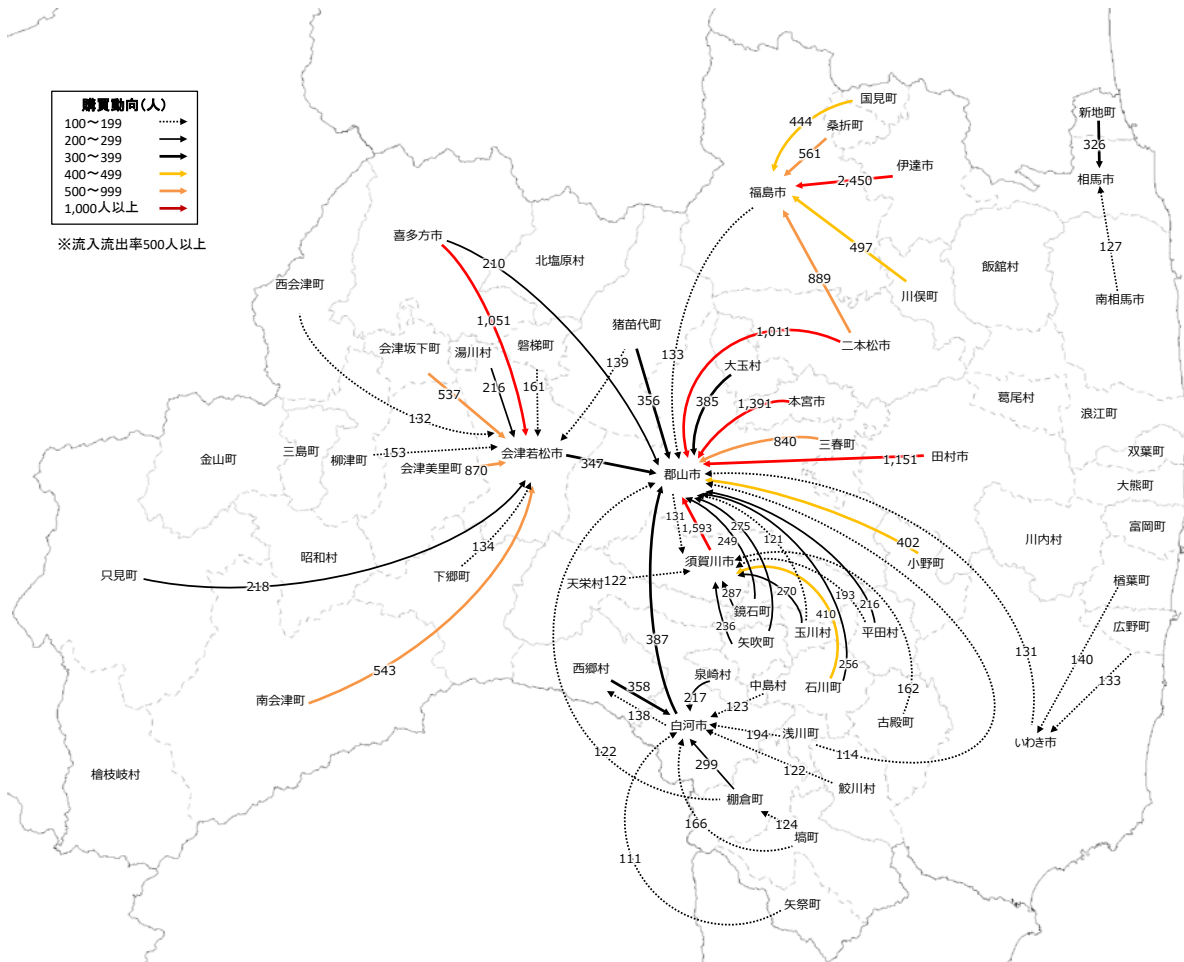 購買動向(人)
100～199
200～299
300～399
400～499
500～999
1,000人以上
※流入流出率500人以上
国見町
444
桑折町
561
伊達市
2,450
福島市
新地町
326
相馬市
127
南相馬市
497
川俣町
889
二本松市
飯舘村
喜多方市
210
北塩原村
西会津町
1,051
猪苗代町
133
1,011
会津坂下町
湯川村
磐梯町
139
大玉村
537
216
161
356
385
1,391
本宮市
葛尾村
浪江町
132
金山町
三島町
柳津町
153
会津若松市
会津美里町
870
347
郡山市
840
三春町
1,151
田村市
双葉町
大熊町
富岡町
川内村
402
小野町
131
1,593
275
249
121
須賀川市
134
昭和村
下郷町
只見町
218
天栄村
122
287
236
鏡石町
矢吹町
270
玉川村
410
193
216
平田村
楢葉町
広野町
387
543
南会津町
西郷村
358
泉崎村
217
中島村
123
石川町
256
162
古殿町
131
140
133
いわき市
138
白河市
194
浅川町
114
122
鮫川村
檜枝岐村
122
299
棚倉町
166
124
塙町
111
矢祭町